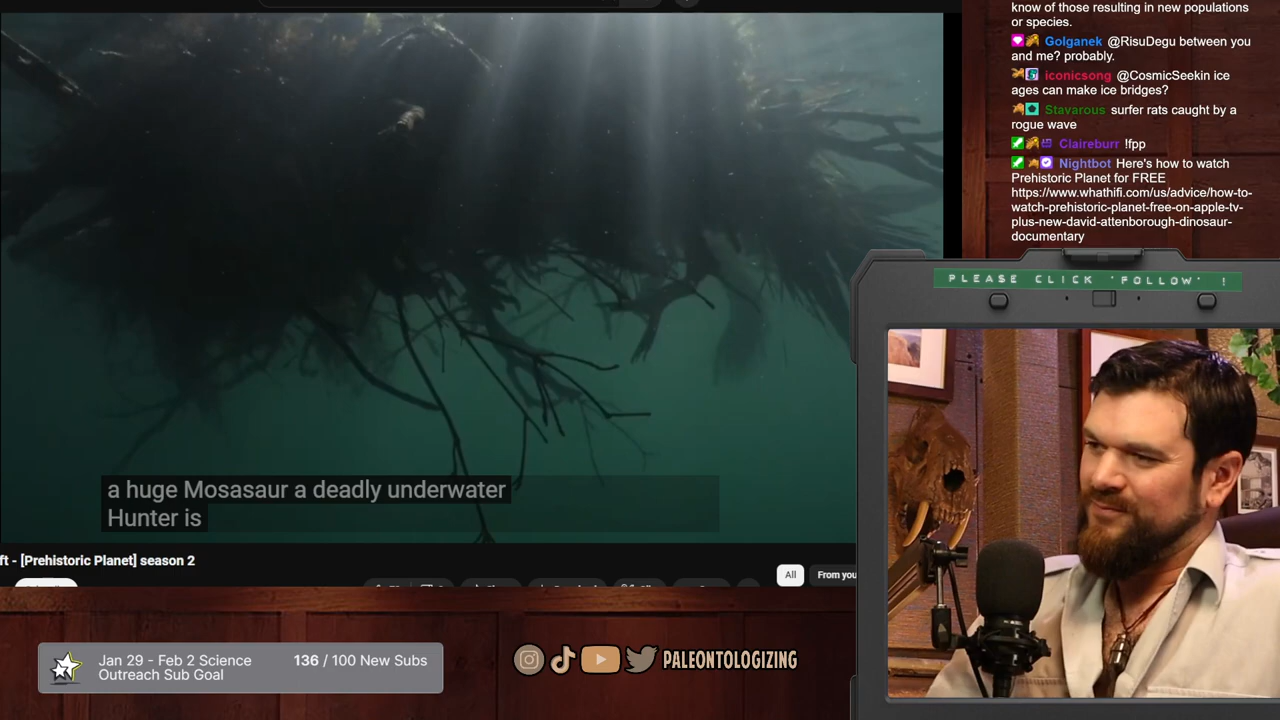 know of those resulting in new populations
or species.
Golganek @RisuDegu between you
and me? probably.
iconicsong @CosmicSeekin ice
ages can make ice bridges?
Stavarous surfer rats caught by a
rogue wave
Claireburr !fpp
Nightbot Here's how to watch
Prehistoric Planet for FREE
https://www.whathifi.com/us/advice/how-to-
watch-prehistoric-planet-free-on-apple-tv-
plus-new-david-attenborough-dinosaur-
documentary
PLEASE CLICK 'FOLLOW' !
a huge Mosasaur a deadly underwater
Hunter is
ft - [Prehistoric Planet] season 2
All From you
Jan 29 - Feb 2 Science 136 / 100 New Subs
Outreach Sub Goal
PALEONTOLOGIZING